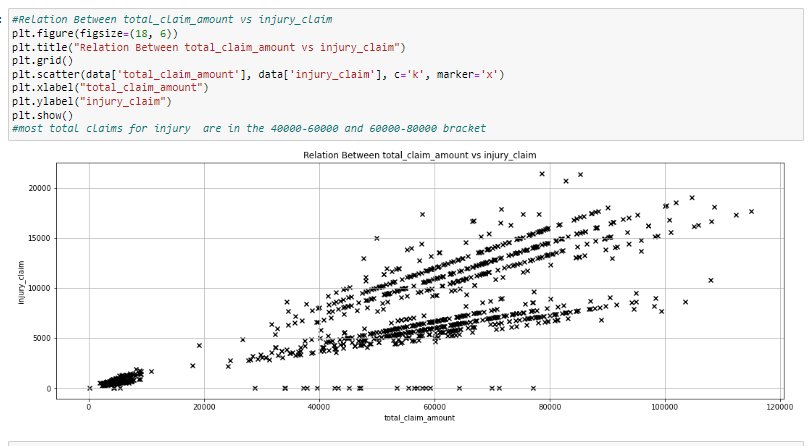 #Relation Between total_claim_amount vs injury_claim
plt.figure(figsize=(18, 6))
plt.title("Relation Between total_claim_amount vs injury_claim")
plt.grid()
plt.scatter(data['total_claim_amount'], data['injury_claim'], c='k', marker='x')
plt.xlabel("total_claim_amount")
plt.ylabel("injury_claim")
plt.show()
#most total claims for injury  are in the 40000-60000 and 60000-80000 bracket
Relation Between total_claim_amount vs injury_claim
20000
15000
10000
5000
0
injury_claim
0 20000 40000 60000 80000 100000 120000
total_claim_amount